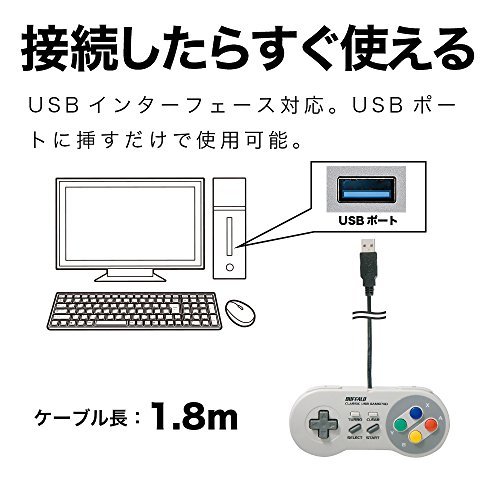 接続したらすぐ使える
USBインターフェース対応。USBポー
トに挿すだけで使用可能。
USBポート
ケーブル長：1.8m
BUFFALO
CLASSIC USB GAMEPAD
TURBO CLEAR
SELECT START
X
Y A
B